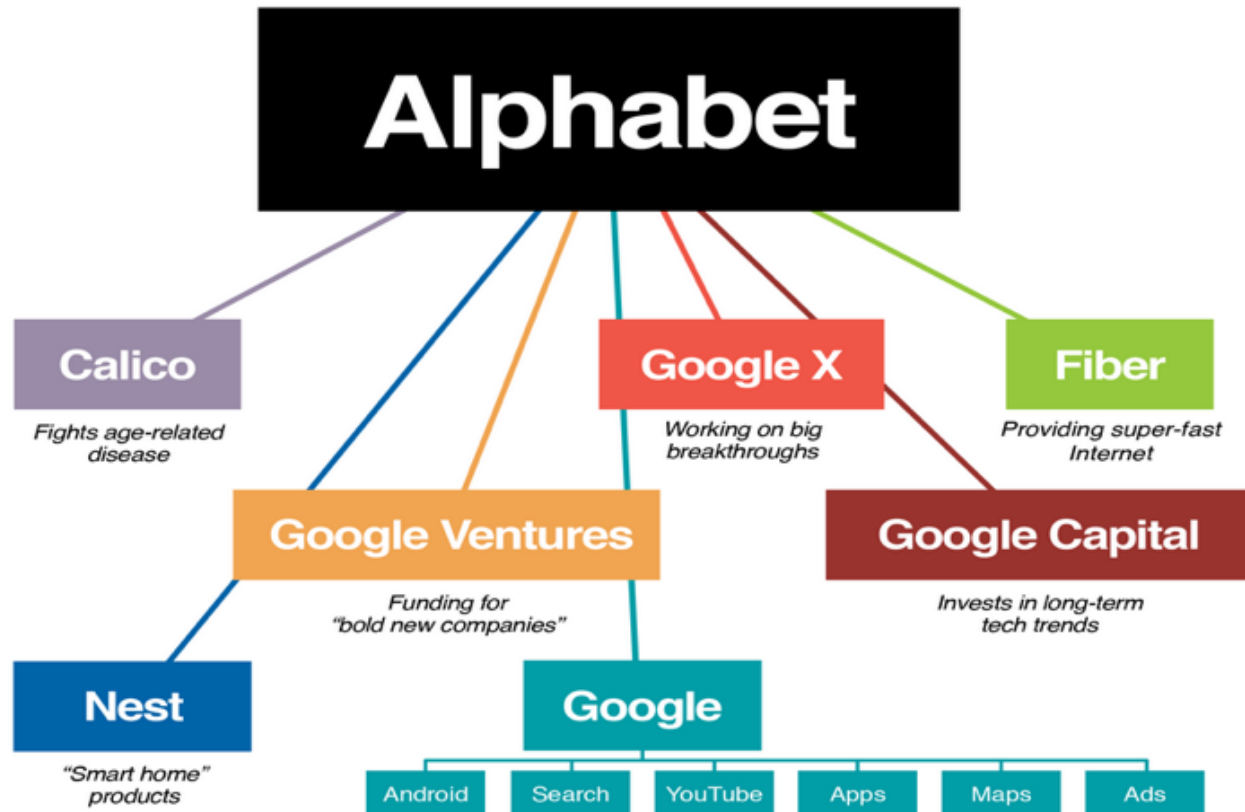 Alphabet
Calico
Fights age-related
disease
Google X
Working on big
breakthroughs
Fiber
Providing super-fast
Internet
Google Ventures
Funding for
“bold new companies”
Google Capital
Invests in long-term
tech trends
Nest
“Smart home”
products
Google
Android
Search
YouTube
Apps
Maps
Ads